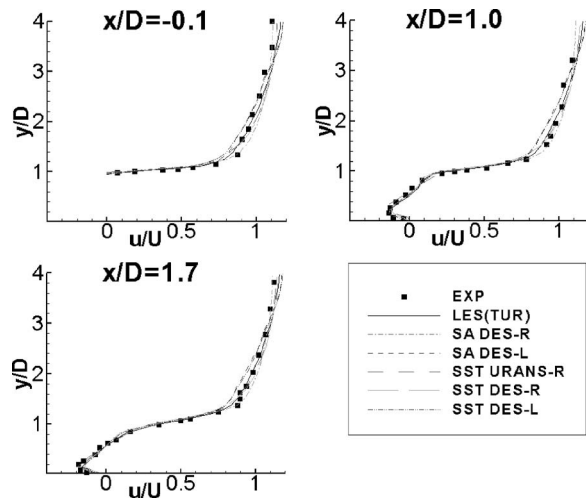 x/D=-0.1
y/D
4
3
2
1
0
0.5
1
u/U
x/D=1.0
y/D
4
3
2
1
0
0.5
1
u/U
x/D=1.7
y/D
4
3
2
1
0
0.5
1
u/U
EXP
LES(TUR)
SA DES-R
SA DES-L
SST URANS-R
SST DES-R
SST DES-L